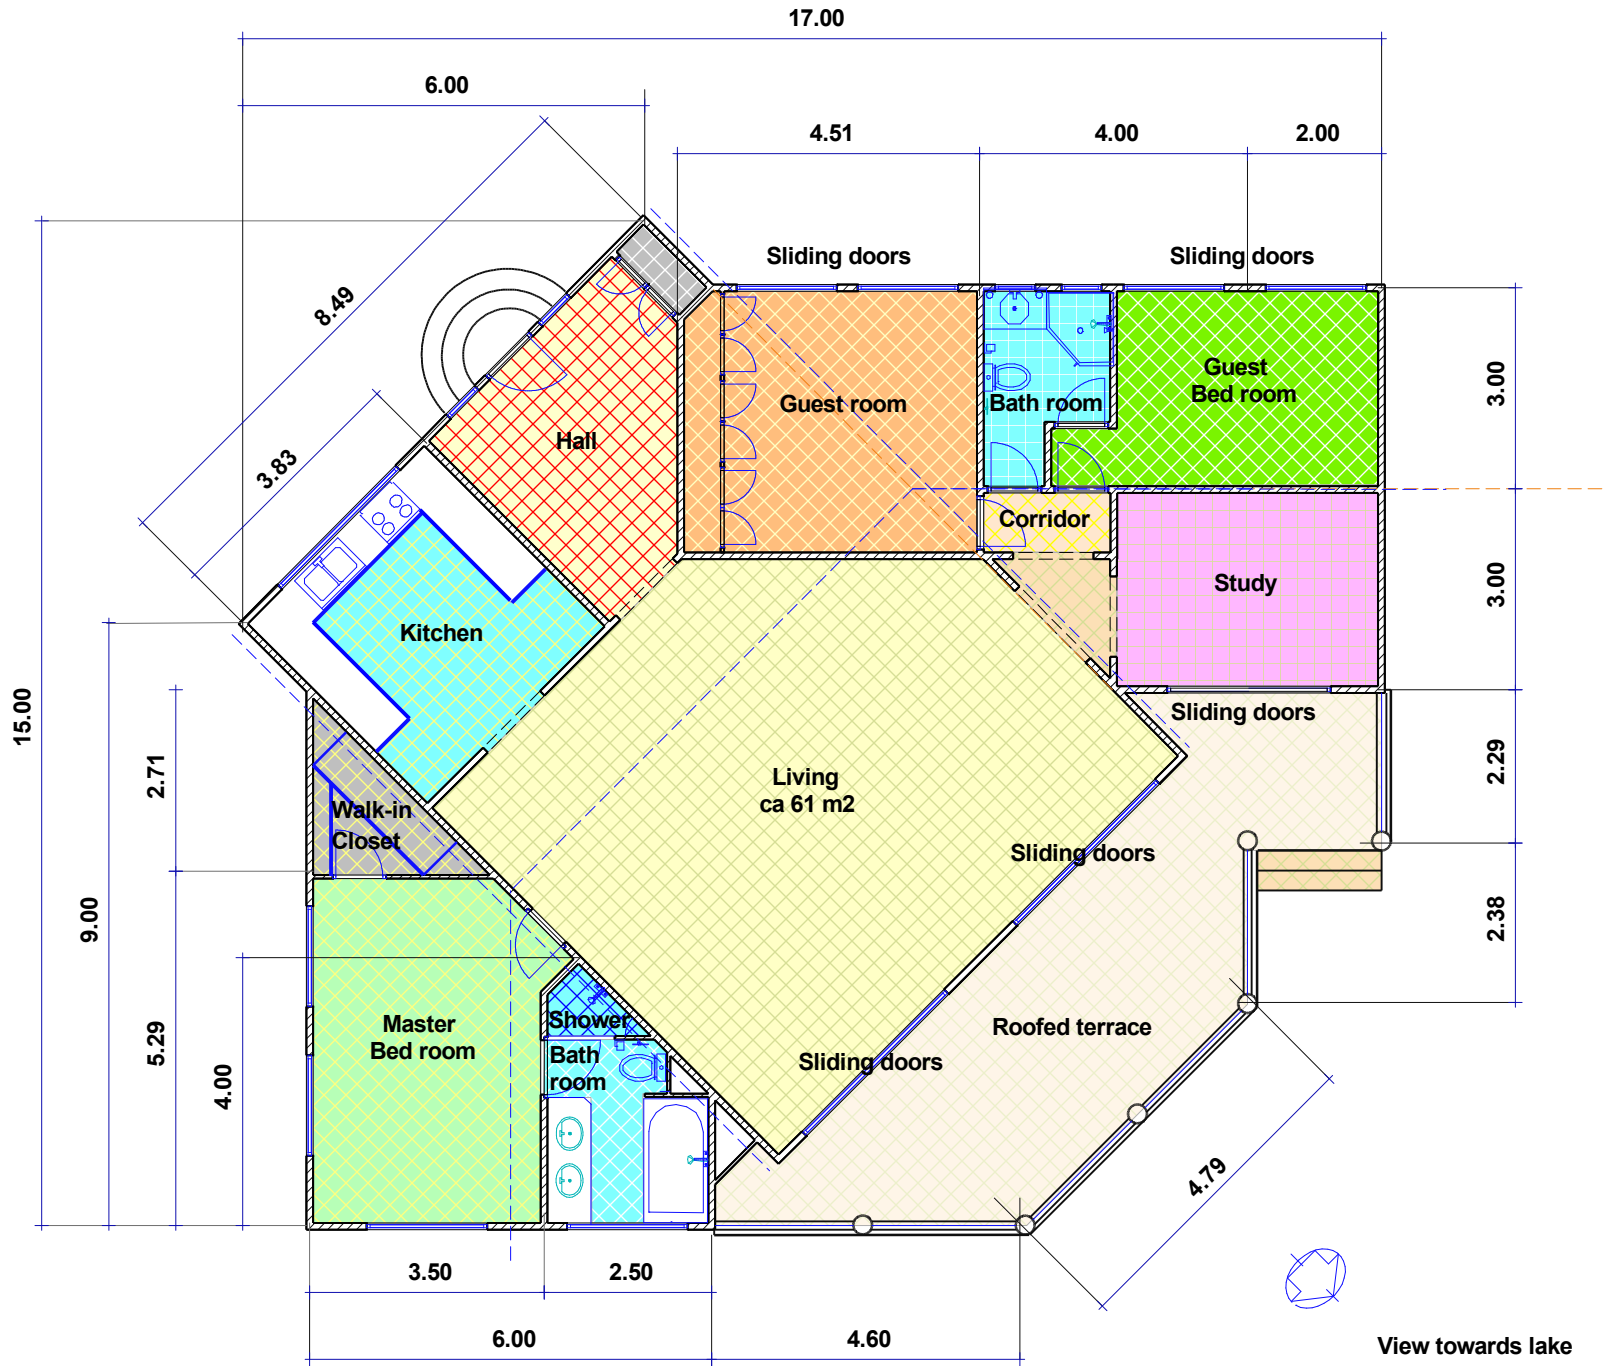 17.00
6.00
4.51
4.00
2.00
8.49
Sliding doors
Sliding doors
3.00
Guest
Bed room
Guest room
Bath room
Hall
3.83
Corridor
Study
3.00
Kitchen
15.00
Sliding doors
2.71
Living
ca 61 m2
2.29
Walk-in
Closet
Sliding doors
9.00
2.38
Master
Bed room
Shower
Roofed terrace
5.29
Bath
room
Sliding doors
4.00
4.79
3.50
2.50
6.00
4.60
View towards lake